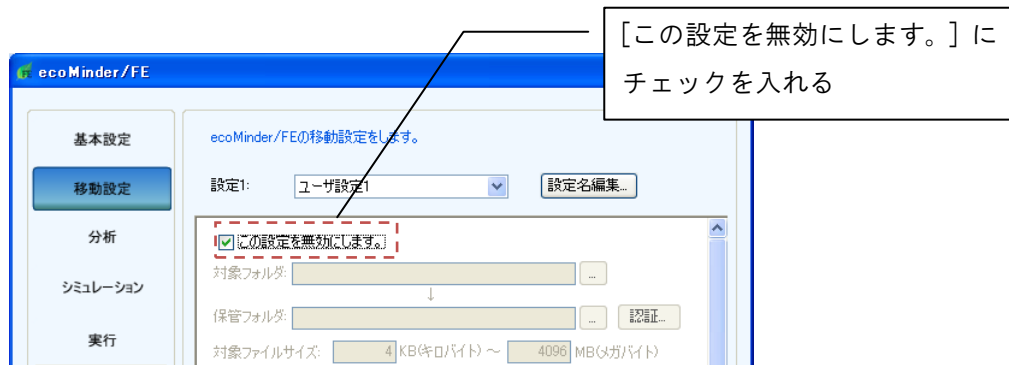 [この設定を無効にします。] に
チェックを入れる
ecoMinder/FE
基本設定
移動設定
分析
シミュレーション
実行
ecoMinder/FEの移動設定をします。
設定1: ユーザ設定1 設定名編集...
この設定を無効にします。
対象フォルダ: ...
↓
保管フォルダ: ... 認証...
対象ファイルサイズ: 4 KB(キロバイト) ～ 4096 MB(メガバイト)